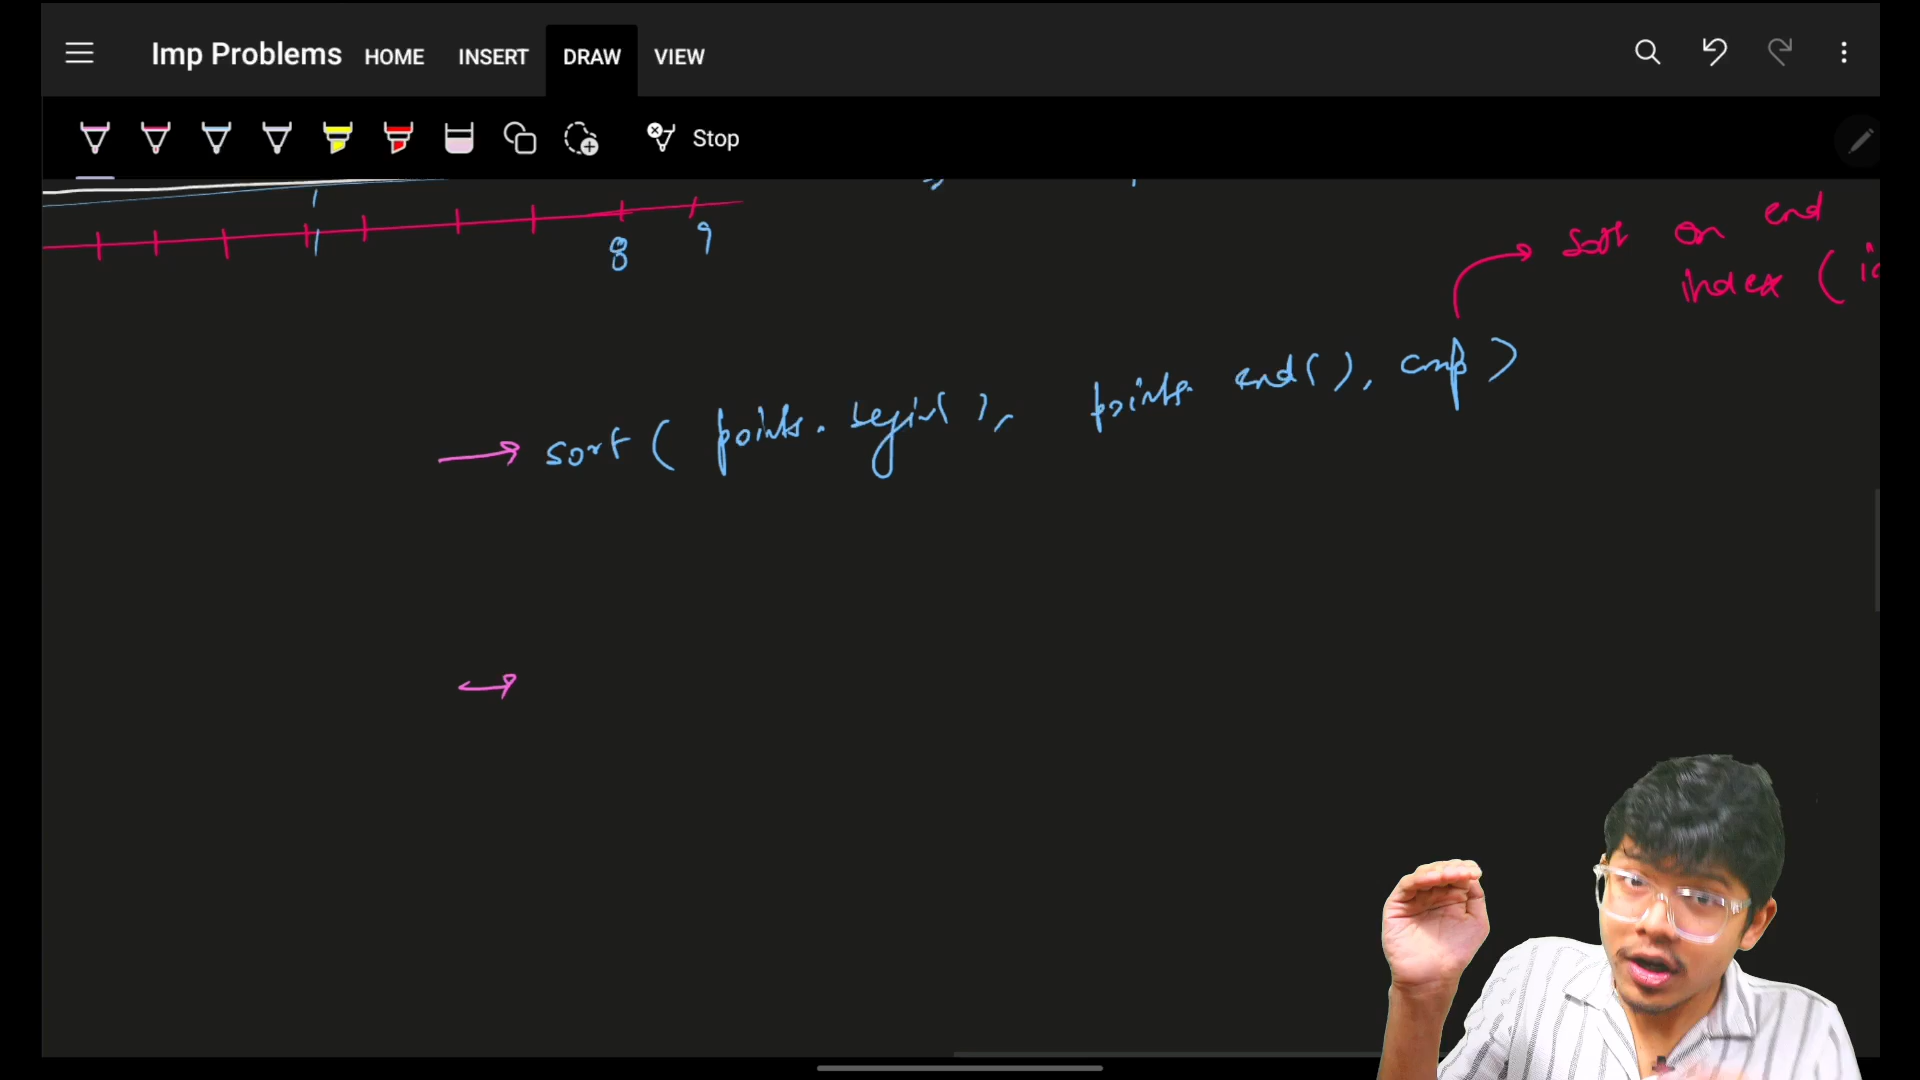 Imp Problems HOME INSERT DRAW VIEW
Stop
8 9
sort on end
index (
sort ( points. begin( ), points. end( ), cmp )